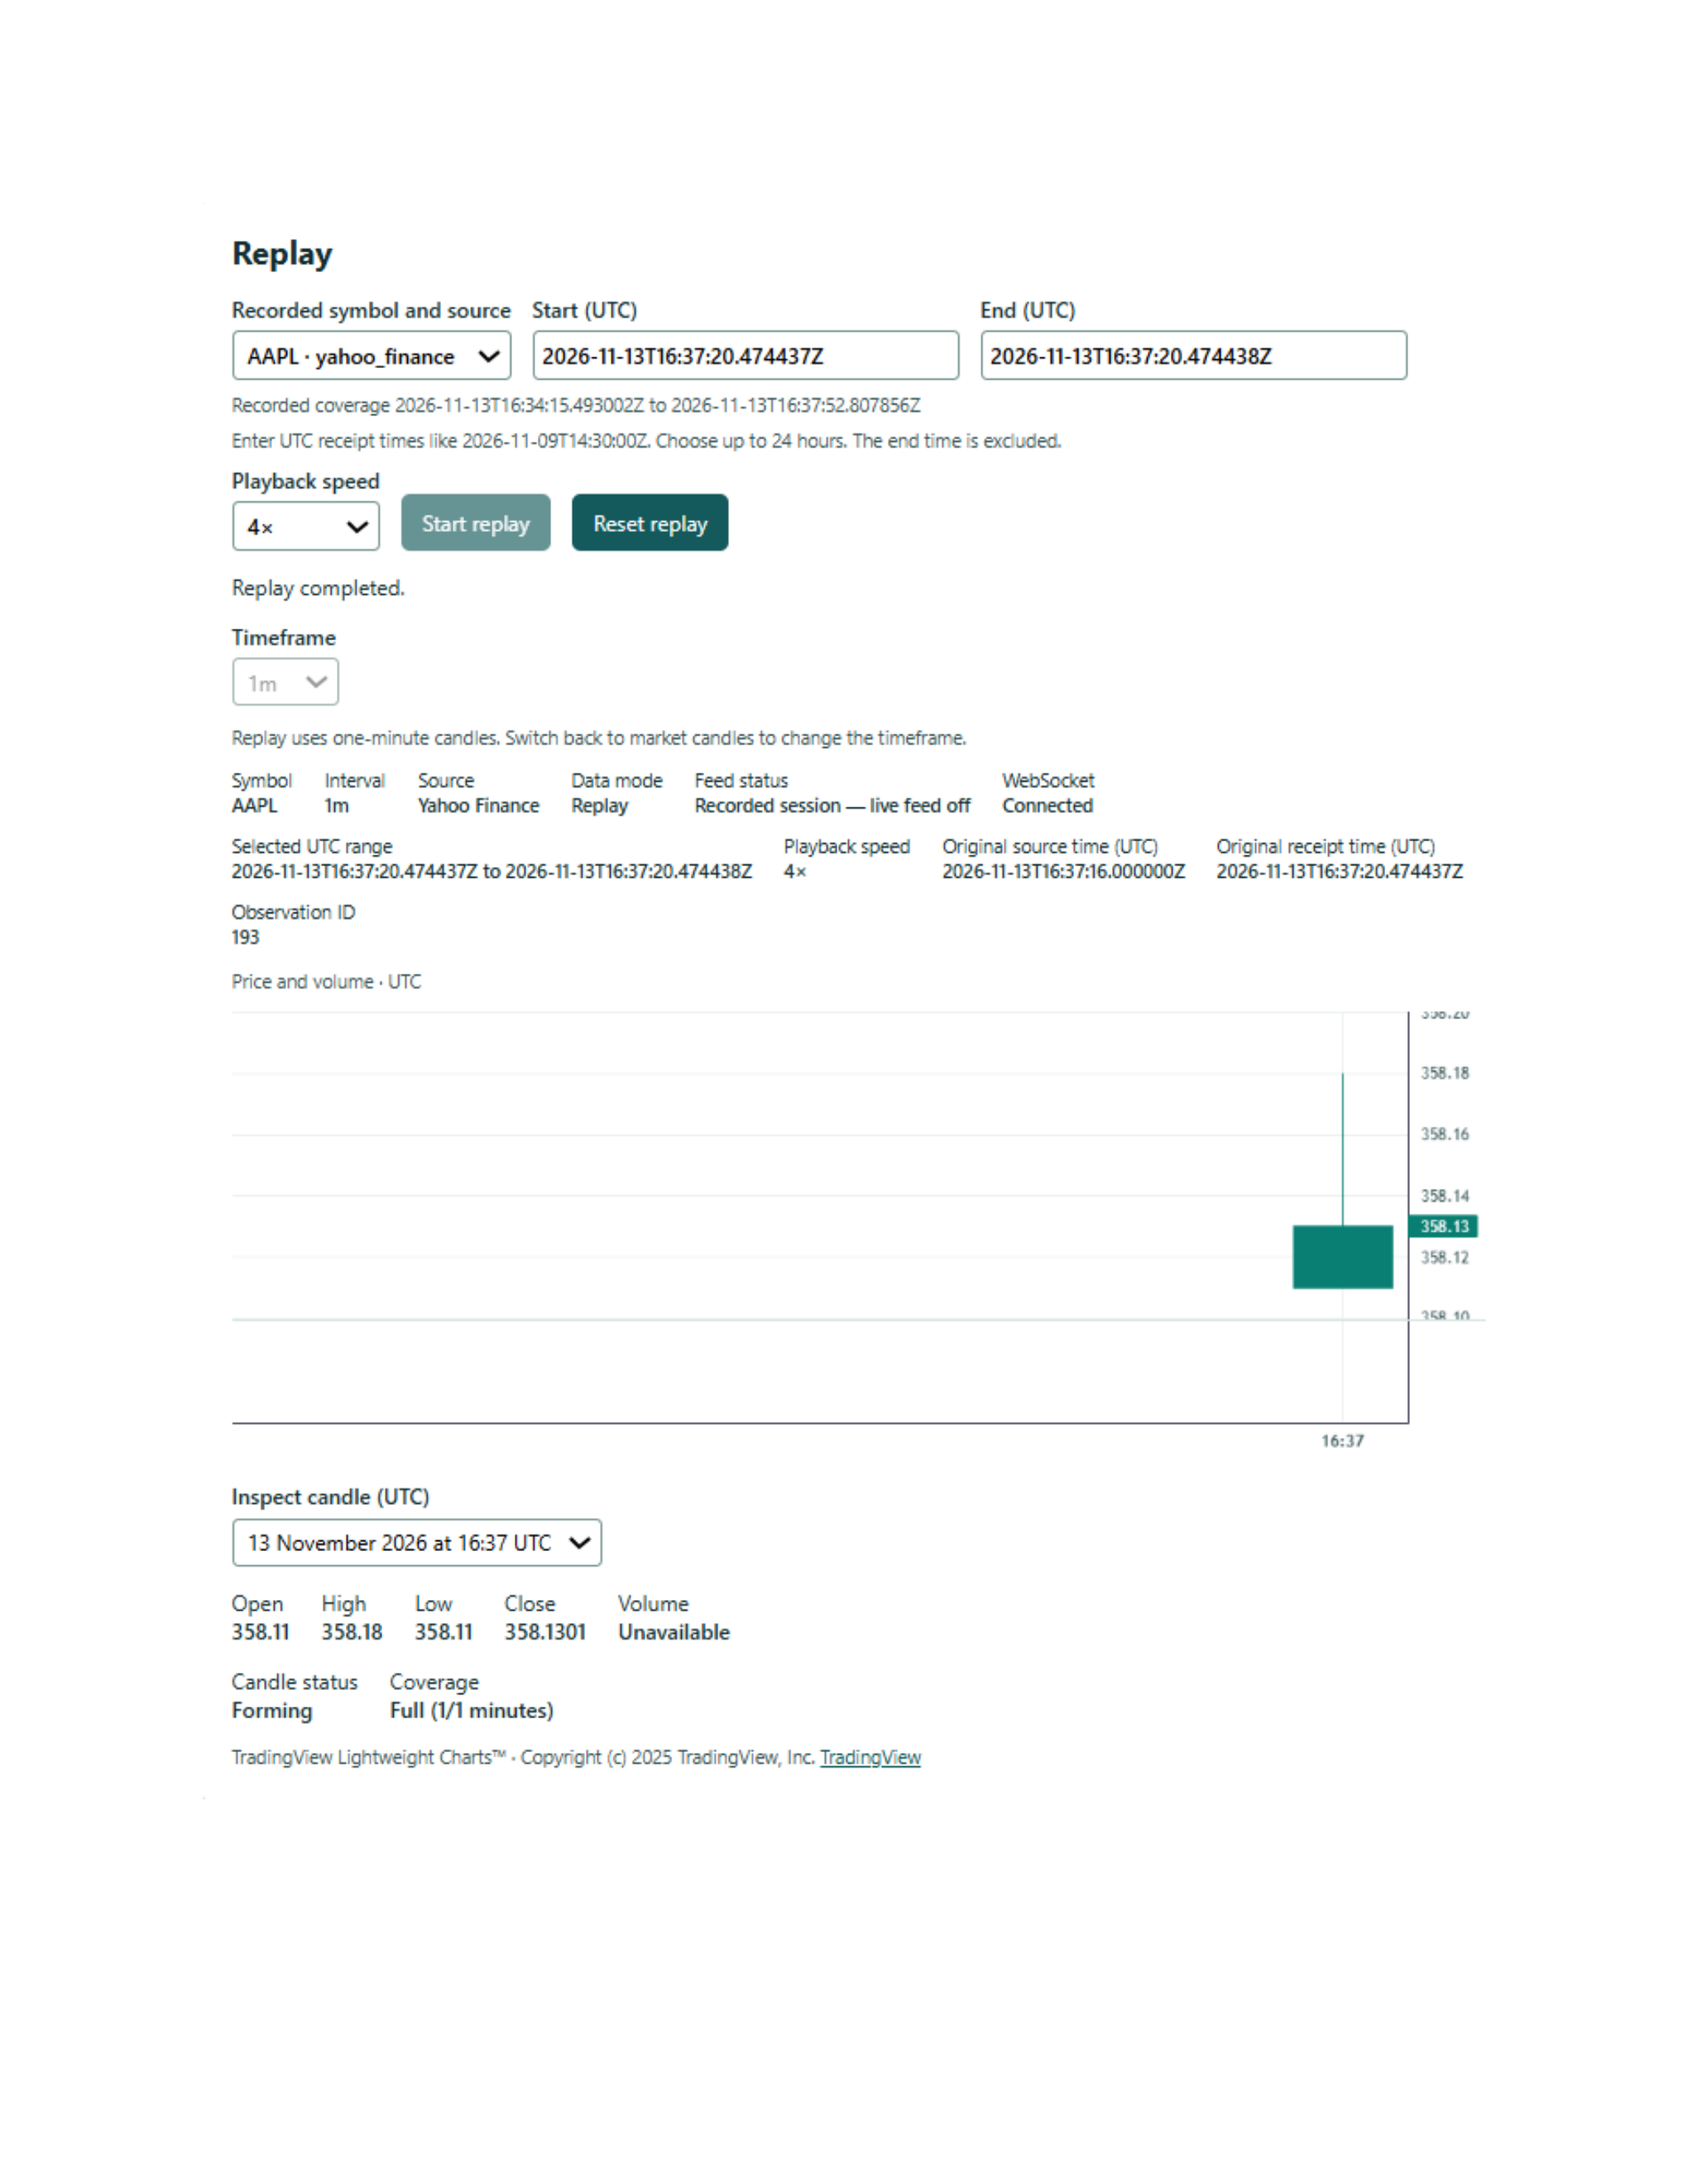 Replay
Recorded symbol and source Start (UTC) End (UTC)
AAPL · yahoo_finance 2026-11-13T16:37:20.474437Z 2026-11-13T16:37:20.474438Z
Recorded coverage 2026-11-13T16:34:15.493002Z to 2026-11-13T16:37:52.807856Z
Enter UTC receipt times like 2026-11-09T14:30:00Z. Choose up to 24 hours. The end time is excluded.
Playback speed
4× Start replay Reset replay
Replay completed.
Timeframe
1m
Replay uses one-minute candles. Switch back to market candles to change the timeframe.
Symbol Interval Source Data mode Feed status WebSocket
AAPL 1m Yahoo Finance Replay Recorded session — live feed off Connected
Selected UTC range Playback speed Original source time (UTC) Original receipt time (UTC)
2026-11-13T16:37:20.474437Z to 2026-11-13T16:37:20.474438Z 4× 2026-11-13T16:37:16.000000Z 2026-11-13T16:37:20.474437Z
Observation ID
193
Price and volume · UTC
358.20
358.18
358.16
358.14
358.13
358.12
358.10
16:37
Inspect candle (UTC)
13 November 2026 at 16:37 UTC
Open High Low Close Volume
358.11 358.18 358.11 358.1301 Unavailable
Candle status Coverage
Forming Full (1/1 minutes)
TradingView Lightweight Charts™ · Copyright (c) 2025 TradingView, Inc. TradingView